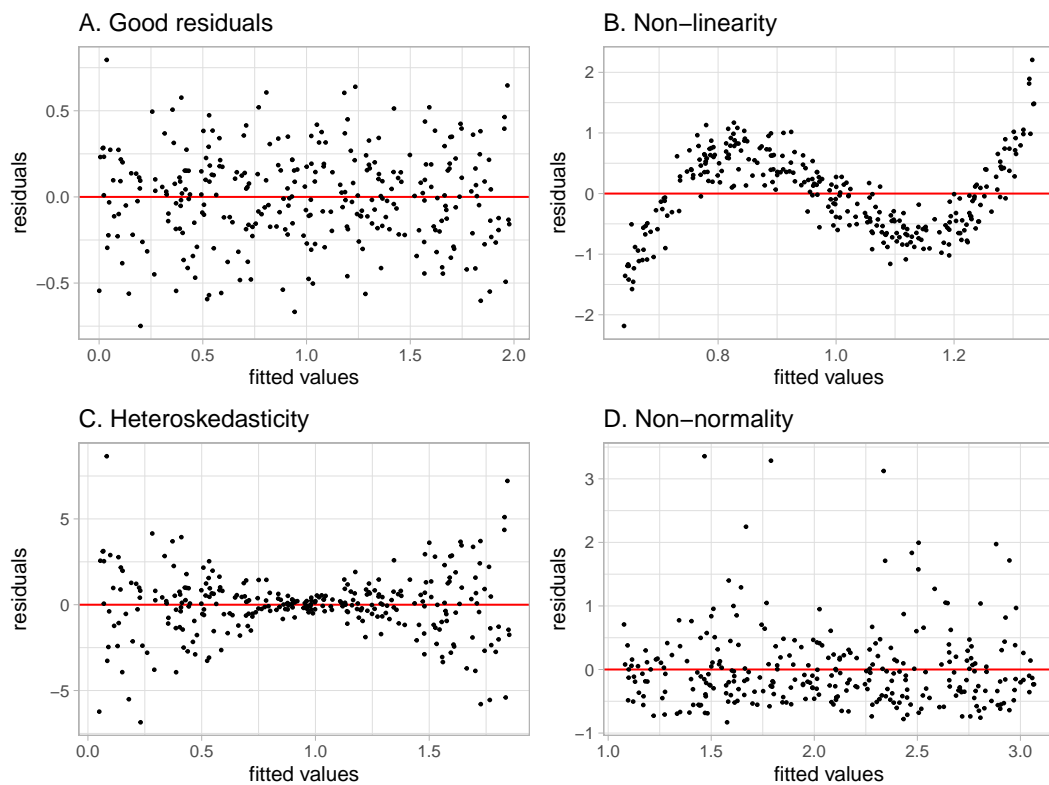 A. Good residuals
residuals
0.5
0.0
−0.5
0.0 0.5 1.0 1.5 2.0
fitted values
B. Non−linearity
residuals
2
1
0
−1
−2
0.8 1.0 1.2
fitted values
C. Heteroskedasticity
residuals
5
0
−5
0.0 0.5 1.0 1.5
fitted values
D. Non−normality
residuals
3
2
1
0
−1
1.0 1.5 2.0 2.5 3.0
fitted values